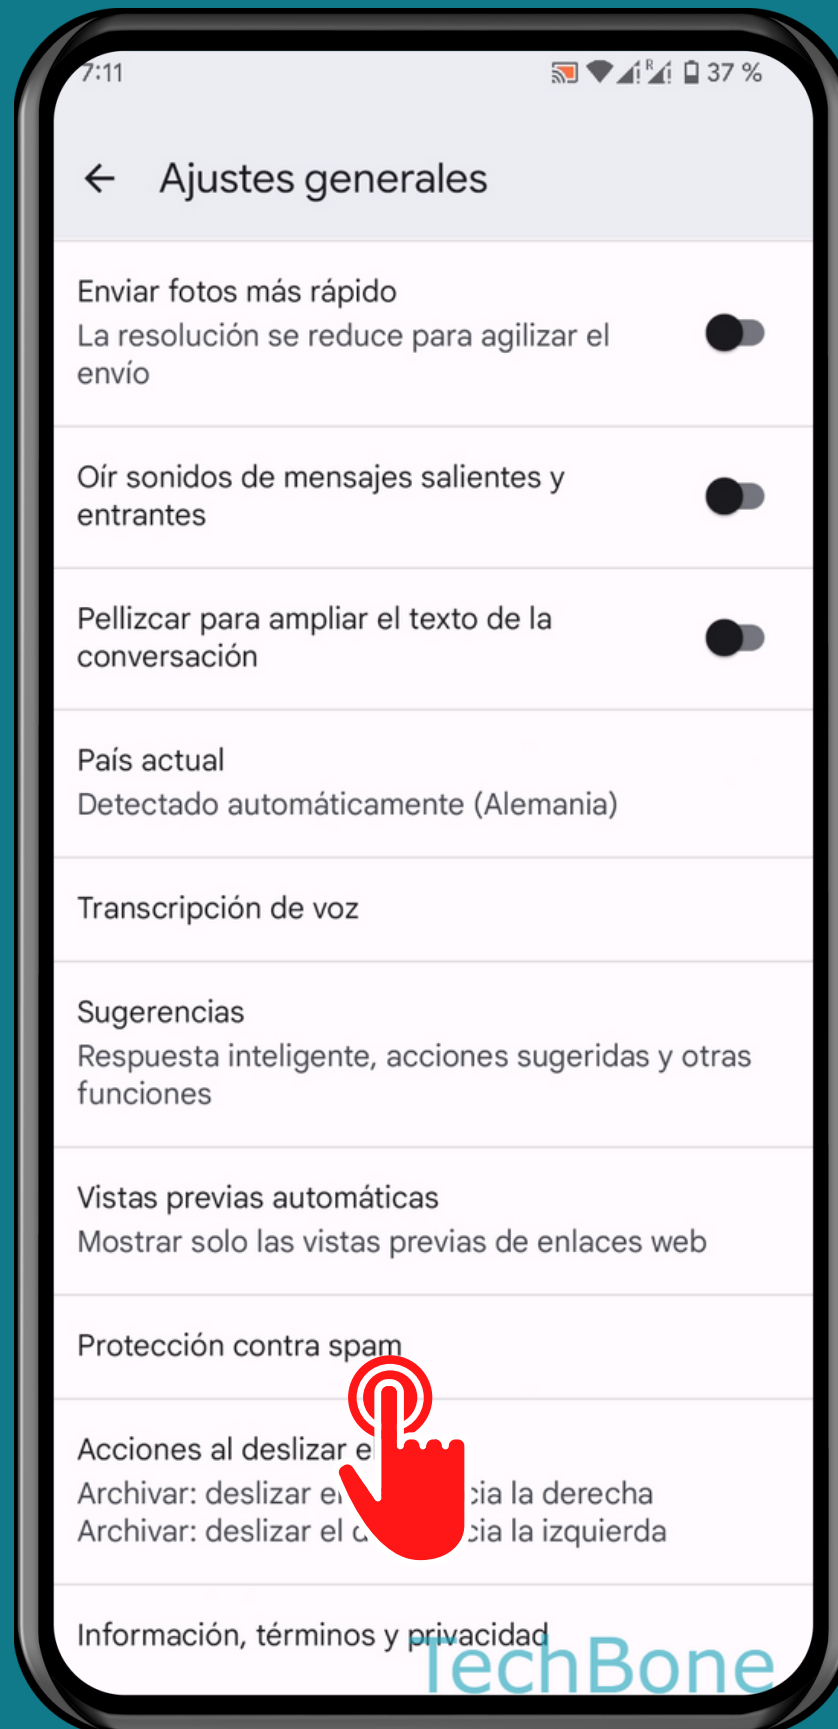 7:11
R
37 %
Ajustes generales
Enviar fotos más rápido
La resolución se reduce para agilizar el
envío
Oír sonidos de mensajes salientes y
entrantes
Pellizcar para ampliar el texto de la
conversación
País actual
Detectado automáticamente (Alemania)
Transcripción de voz
Sugerencias
Respuesta inteligente, acciones sugeridas y otras
funciones
Vistas previas automáticas
Mostrar solo las vistas previas de enlaces web
Protección contra spam
Acciones al deslizar el
Archivar: deslizar el la derecha
Archivar: deslizar el la izquierda
Información, términos y privacidad
TechBone